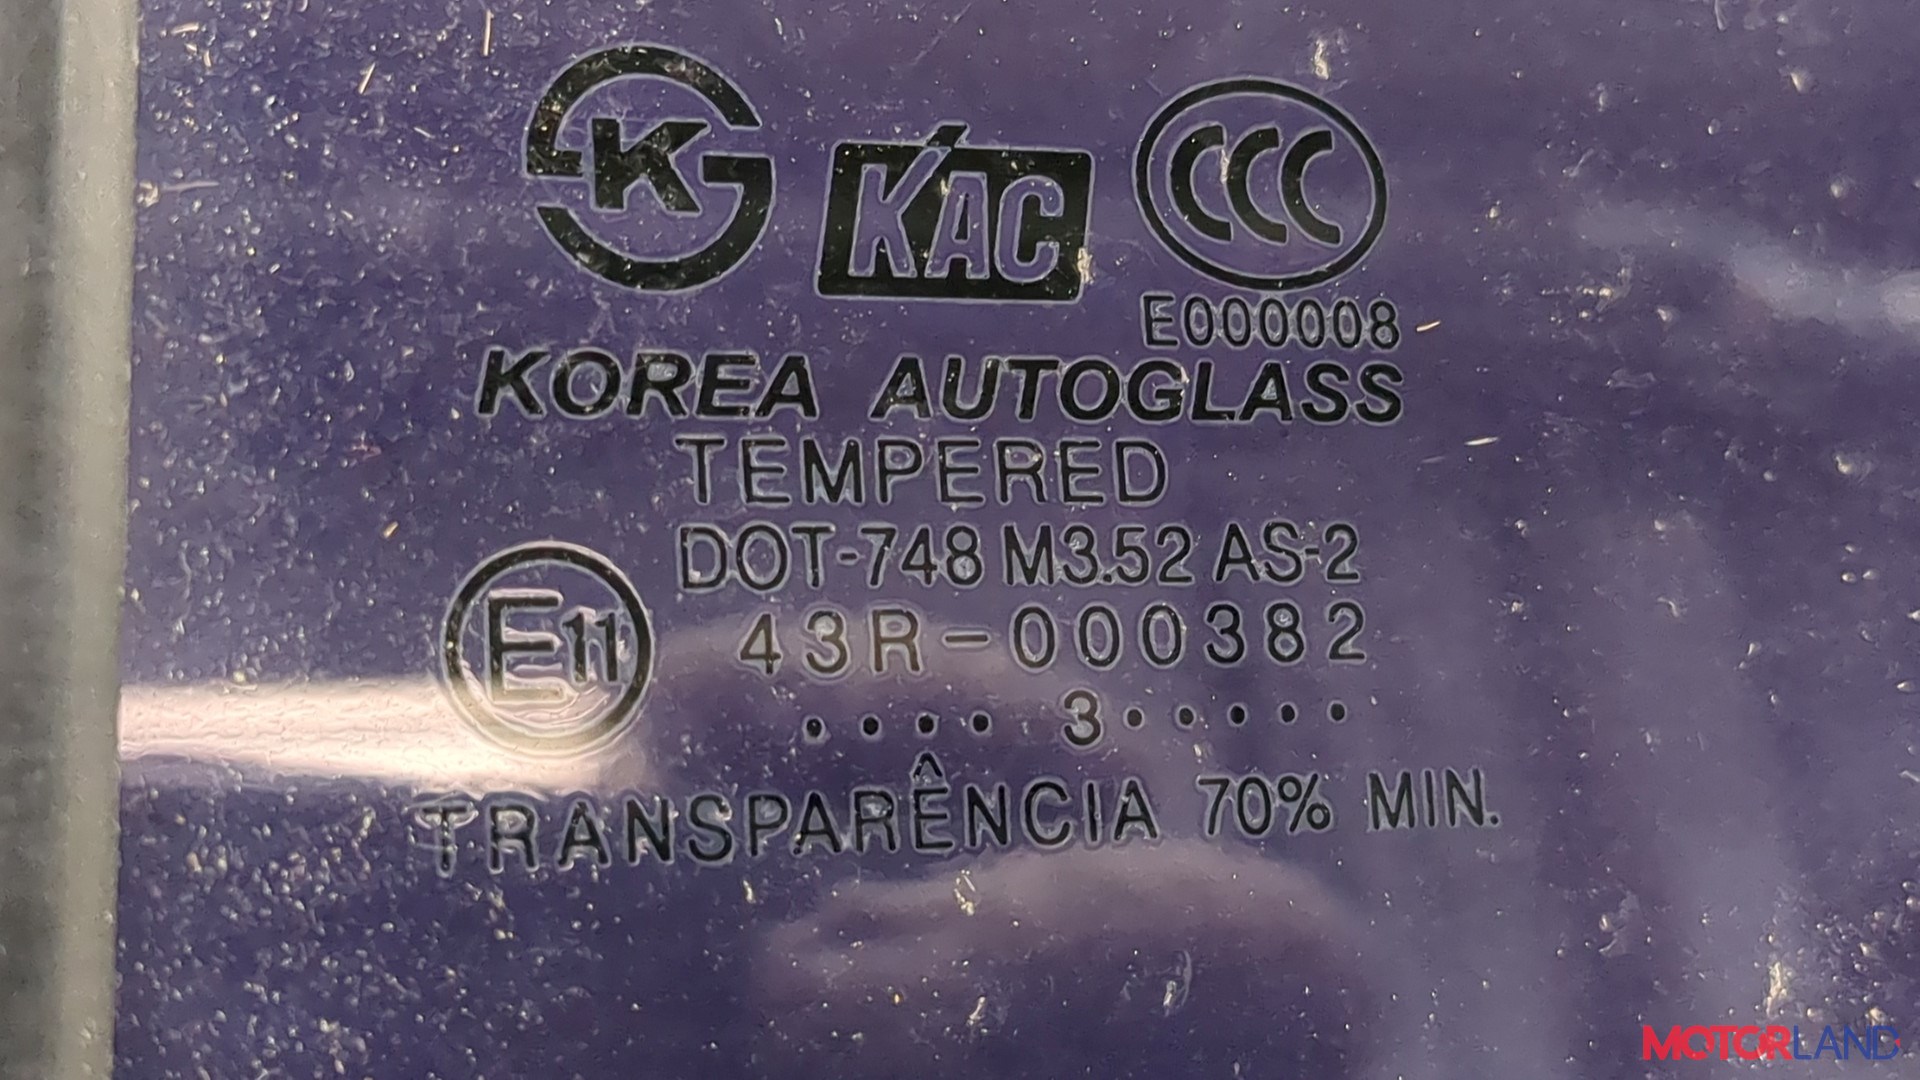 K
KAC
CCC
E000008
KOREA AUTOGLASS
TEMPERED
DOT-748 M3.52 AS-2
E11
43R-000382
.... 3.....
TRANSPARÊNCIA 70% MIN.
MOTORLAND